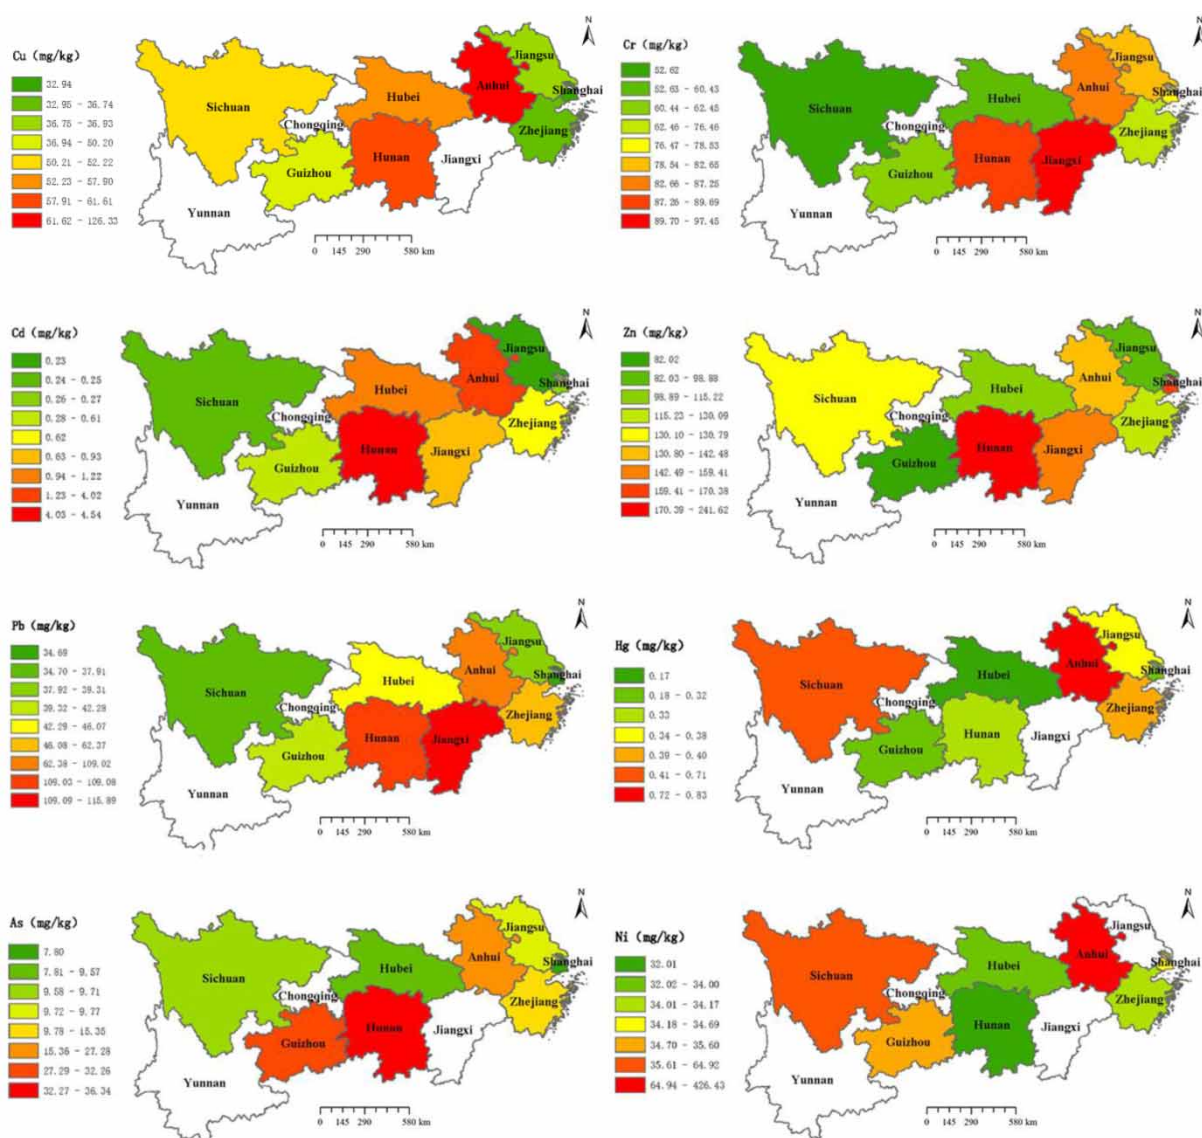 Cu (mg/kg)
32.94
32.95 - 36.74
36.75 - 36.93
36.94 - 50.20
50.21 - 52.22
52.23 - 57.90
57.91 - 61.61
61.62 - 126.33
Sichuan
Chongqing
Guizhou
Yunnan
Hubei
Hunan
Jiangxi
Anhui
Jiangsu
Shanghai
Zhejiang
N
0 145 290 580 km
Cr (mg/kg)
52.62
52.63 - 60.43
60.44 - 62.45
62.46 - 76.46
76.47 - 78.53
78.54 - 82.65
82.66 - 87.25
87.26 - 89.69
89.70 - 97.45
Sichuan
Chongqing
Guizhou
Yunnan
Hubei
Hunan
Jiangxi
Anhui
Jiangsu
Shanghai
Zhejiang
N
0 145 290 580 km
Cd (mg/kg)
0.23
0.24 - 0.25
0.26 - 0.27
0.28 - 0.61
0.62
0.63 - 0.93
0.94 - 1.22
1.23 - 4.02
4.03 - 4.54
Sichuan
Chongqing
Guizhou
Yunnan
Hubei
Hunan
Jiangxi
Anhui
Jiangsu
Shanghai
Zhejiang
N
0 145 290 580 km
Zn (mg/kg)
82.02
82.03 - 98.88
98.89 - 115.22
115.23 - 130.09
130.10 - 130.79
130.80 - 142.48
142.49 - 159.41
159.41 - 170.38
170.39 - 241.62
Sichuan
Chongqing
Guizhou
Yunnan
Hubei
Hunan
Jiangxi
Anhui
Jiangsu
Shanghai
Zhejiang
N
0 145 290 580 km
Pb (mg/kg)
34.69
34.70 - 37.91
37.92 - 39.31
39.32 - 42.28
42.29 - 46.07
46.08 - 62.37
62.38 - 109.02
109.03 - 109.08
109.09 - 115.89
Sichuan
Chongqing
Guizhou
Yunnan
Hubei
Hunan
Jiangxi
Anhui
Jiangsu
Shanghai
Zhejiang
N
0 145 290 580 km
Hg (mg/kg)
0.17
0.18 - 0.32
0.33
0.34 - 0.38
0.39 - 0.40
0.41 - 0.71
0.72 - 0.83
Sichuan
Chongqing
Guizhou
Yunnan
Hubei
Hunan
Jiangxi
Anhui
Jiangsu
Shanghai
Zhejiang
N
0 145 290 580 km
As (mg/kg)
7.80
7.81 - 9.57
9.58 - 9.71
9.72 - 9.77
9.78 - 15.35
15.36 - 27.28
27.29 - 32.26
32.27 - 36.34
Sichuan
Chongqing
Guizhou
Yunnan
Hubei
Hunan
Jiangxi
Anhui
Jiangsu
Shanghai
Zhejiang
N
0 145 290 580 km
Ni (mg/kg)
32.01
32.02 - 34.00
34.01 - 34.17
34.18 - 34.69
34.70 - 35.60
35.61 - 64.92
64.94 - 426.43
Sichuan
Chongqing
Guizhou
Yunnan
Hubei
Hunan
Jiangxi
Anhui
Jiangsu
Shanghai
Zhejiang
N
0 145 290 580 km